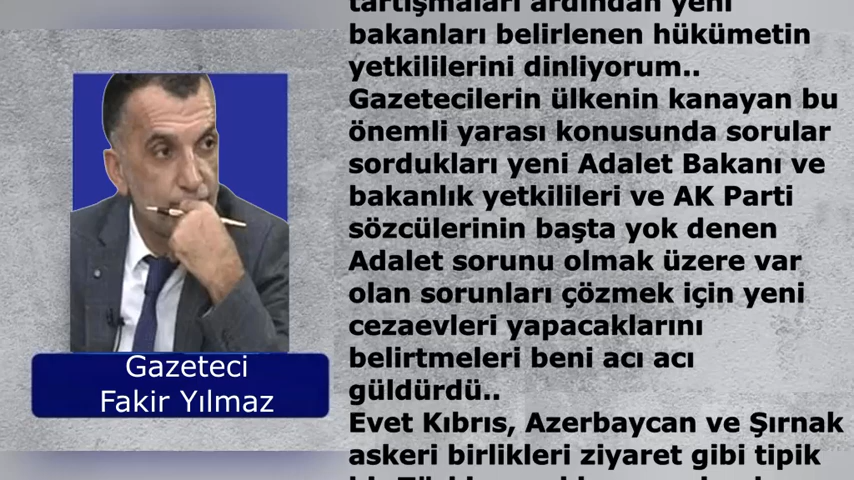 tartışmaları ardından yeni
bakanları belirlenen hükümetin
yetkililerini dinliyorum..
Gazetecilerin ülkenin kanayan bu
önemli yarası konusunda sorular
sordukları yeni Adalet Bakanı ve
bakanlık yetkilileri ve AK Parti
sözcülerinin başta yok denen
Adalet sorunu olmak üzere var
olan sorunları çözmek için yeni
cezaevleri yapacaklarını
belirtmeleri beni acı acı
güldürdü..
Evet Kıbrıs, Azerbaycan ve Şırnak
askeri birlikleri ziyaret gibi tipik
Gazeteci
Fakir Yılmaz